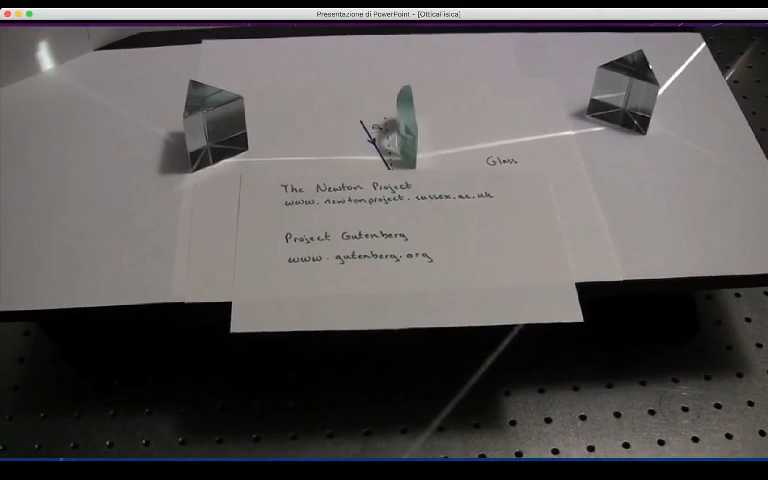 Presentazione di PowerPoint - [OtticaFisica]
Glass
The Newton Project
www.newtonproject.sussex.ac.uk
Project Gutenberg
www.gutenberg.org